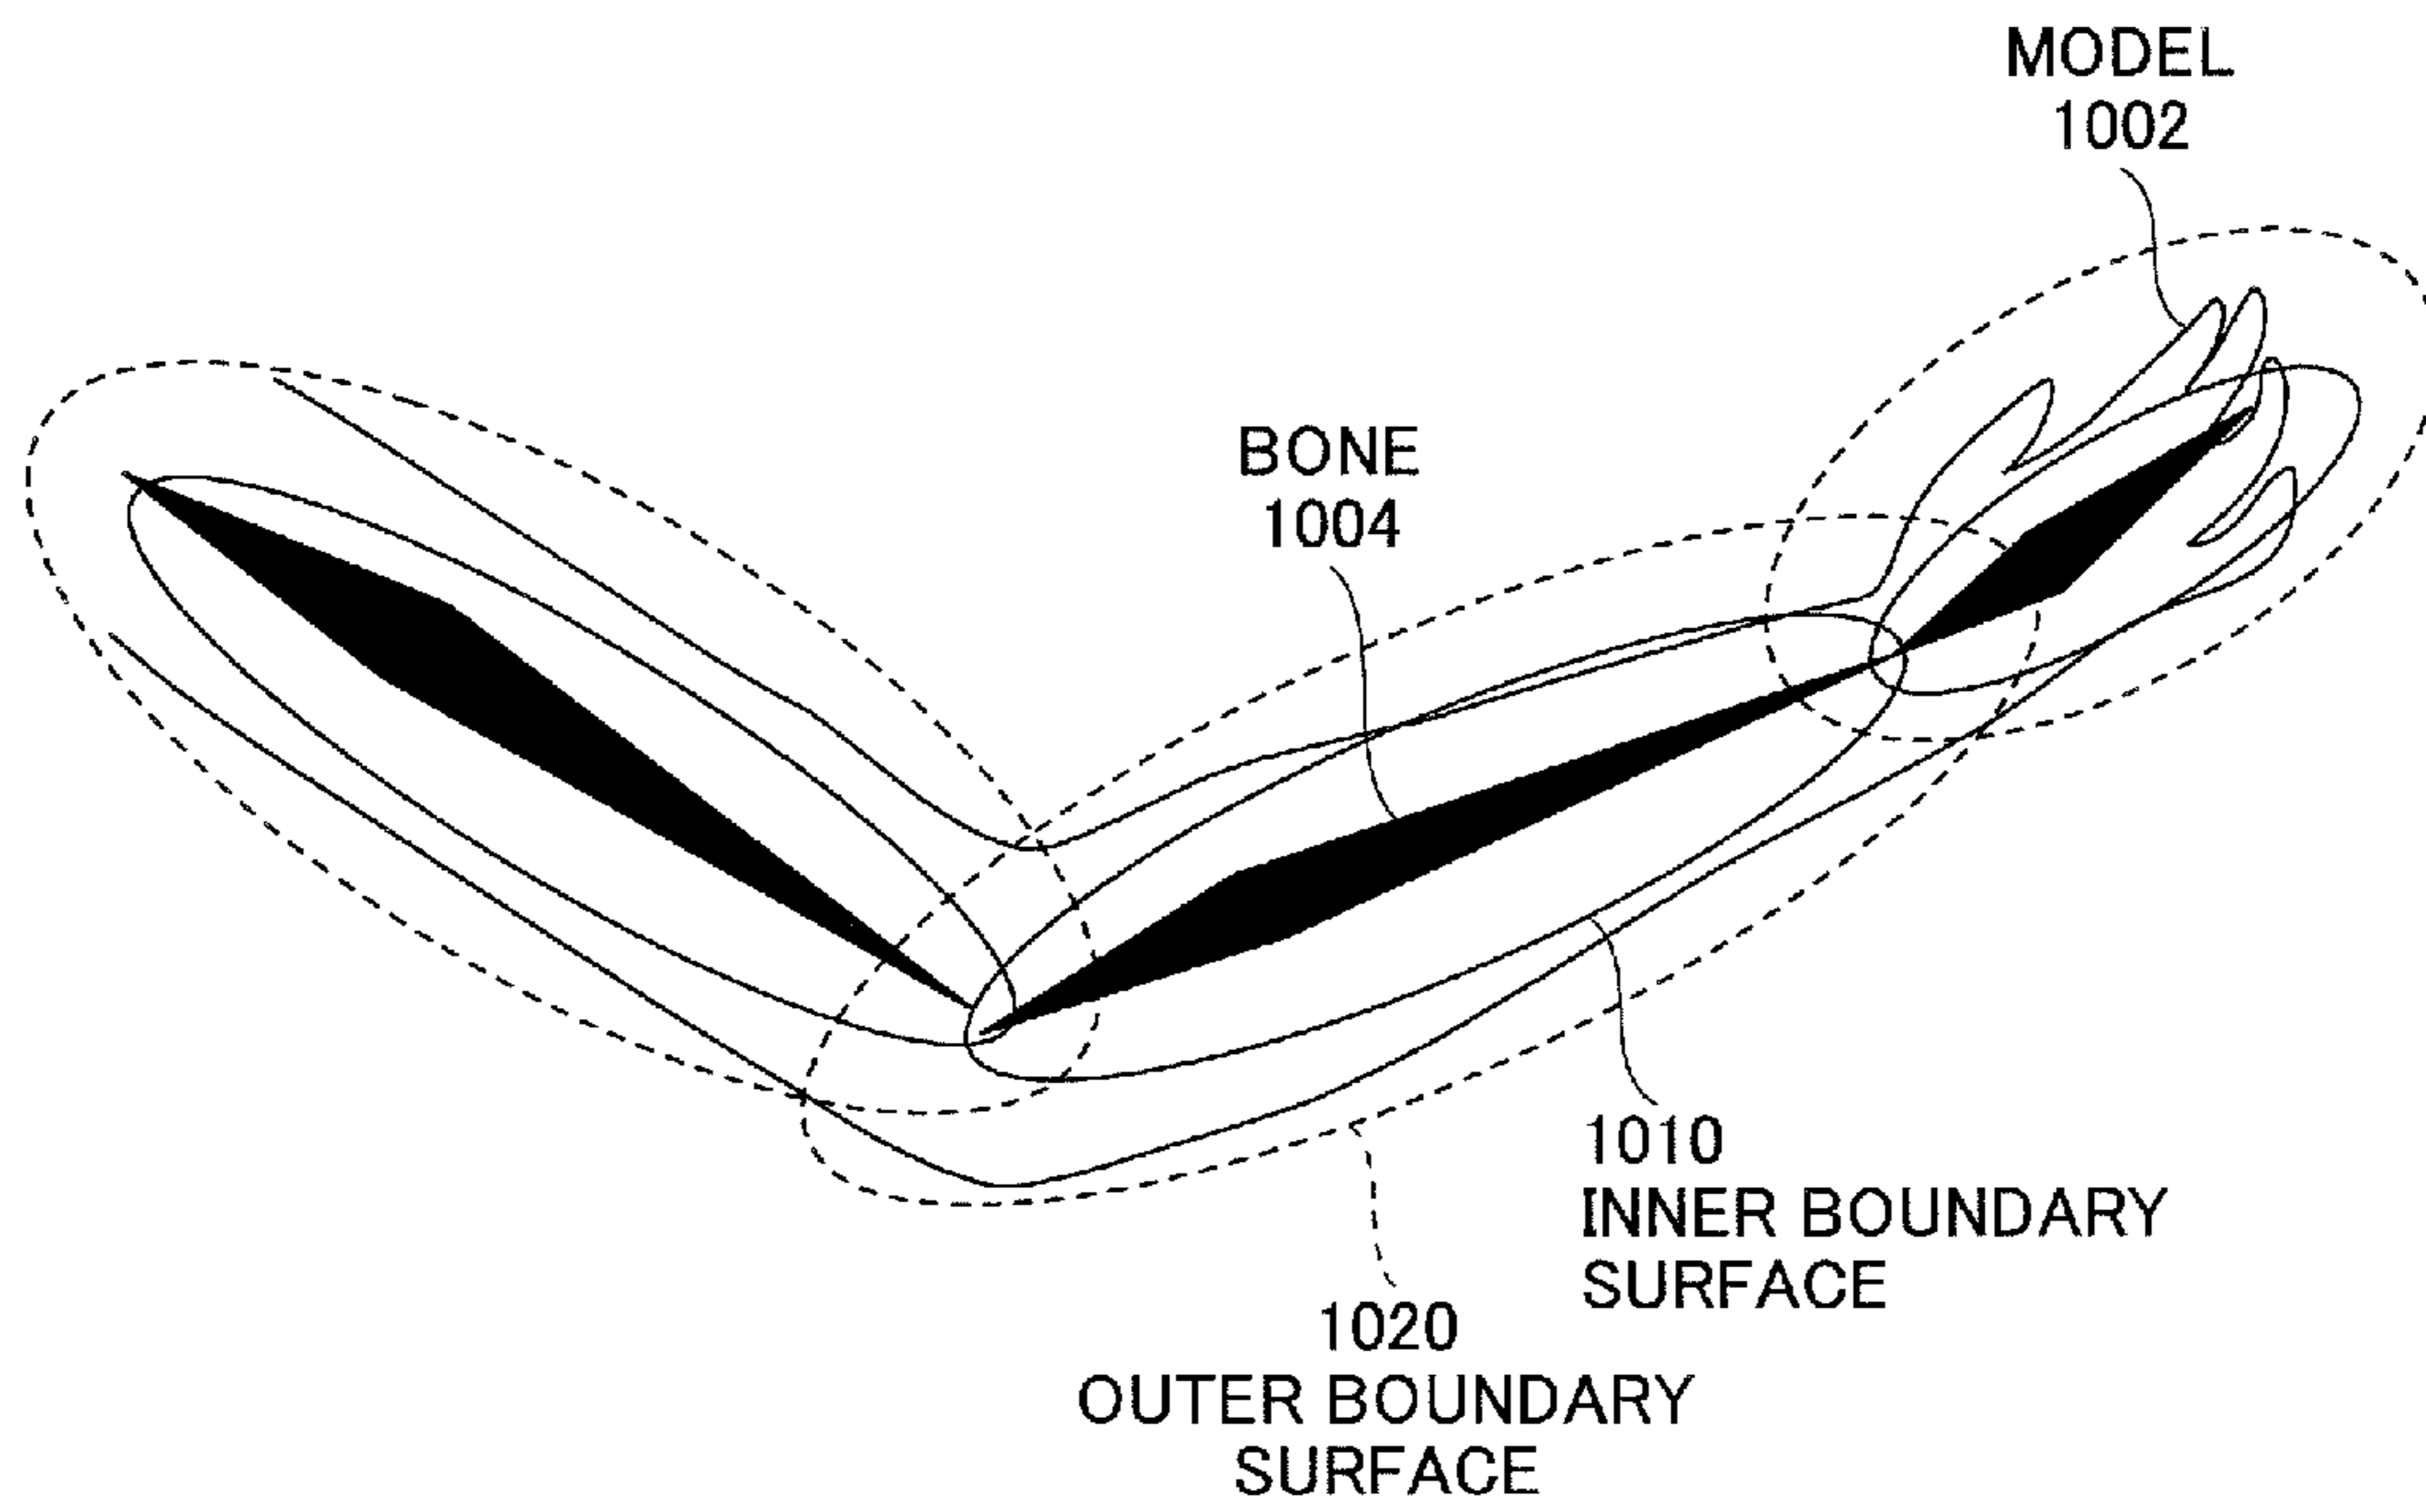 MODEL
1002
BONE
1004
1010
INNER BOUNDARY
SURFACE
1020
OUTER BOUNDARY
SURFACE